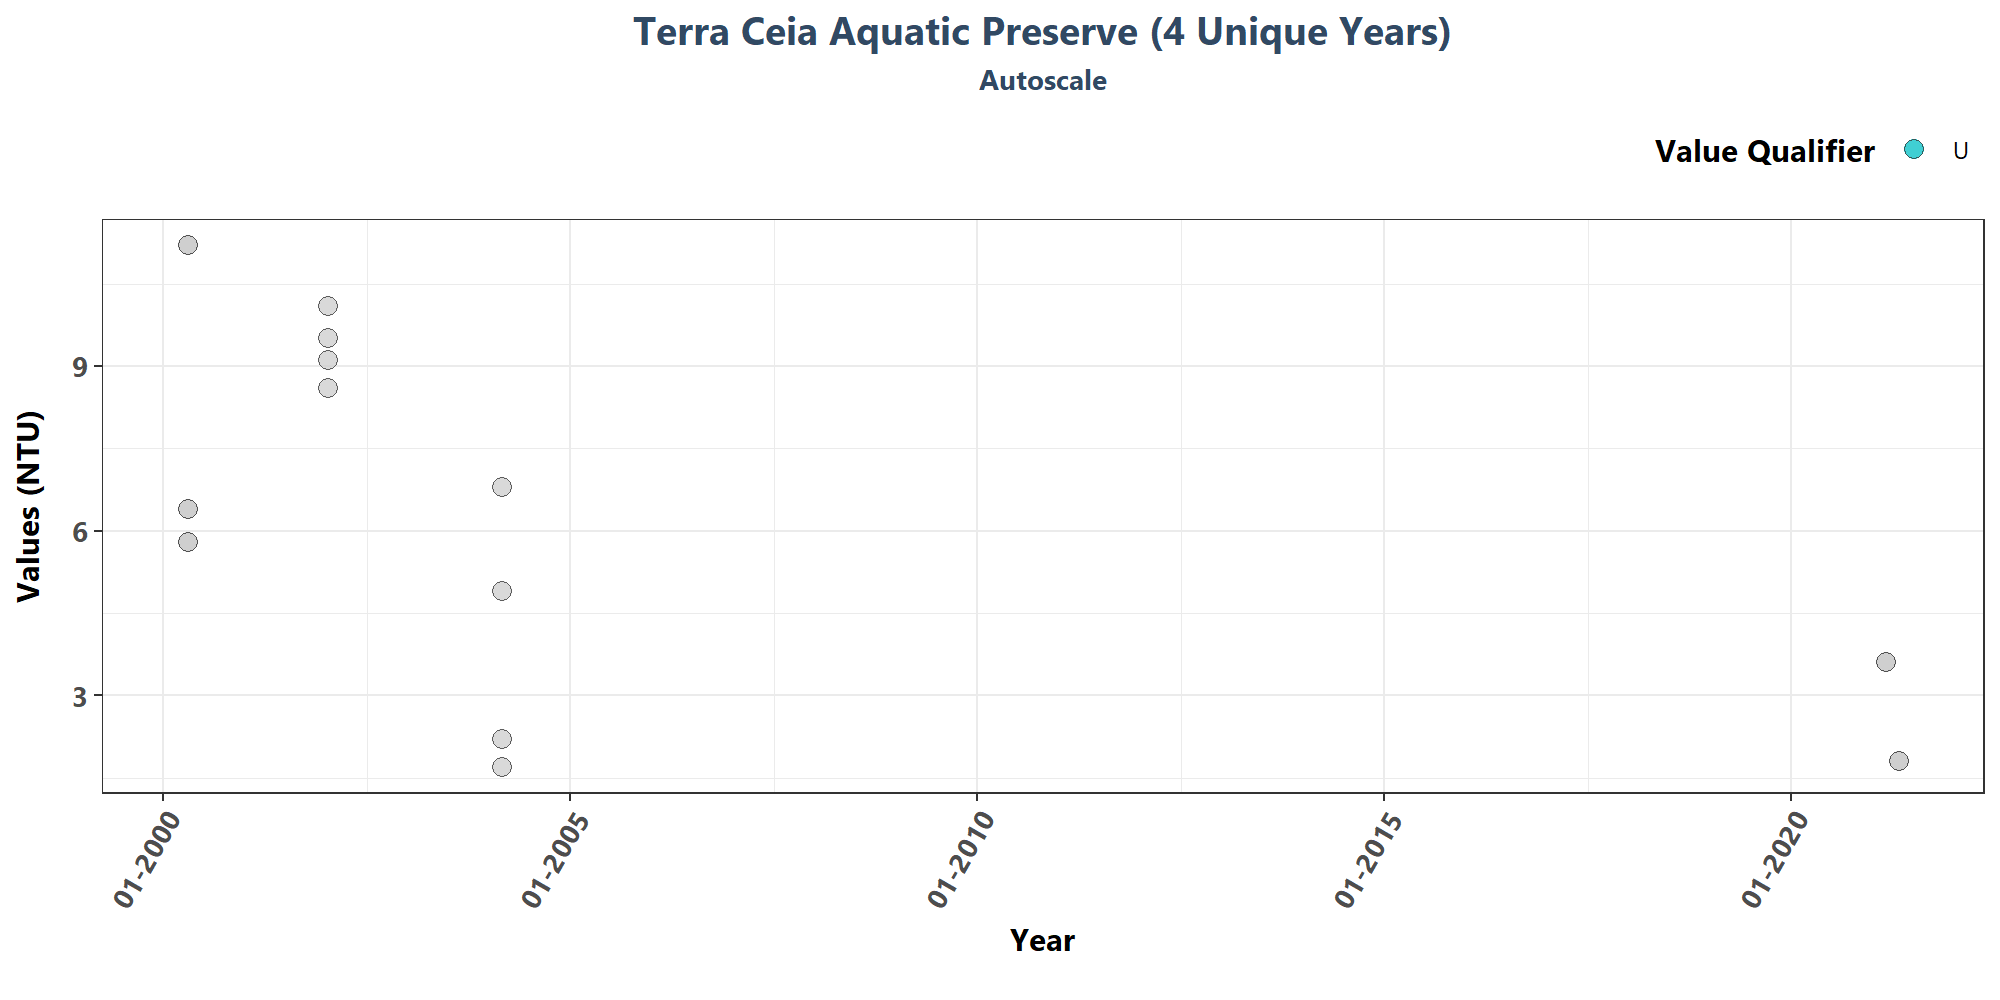 Terra Ceia Aquatic Preserve (4 Unique Years)
Autoscale
Value Qualifier U
Values (NTU)
9
6
3
01-2000 01-2005 01-2010 01-2015 01-2020
Year